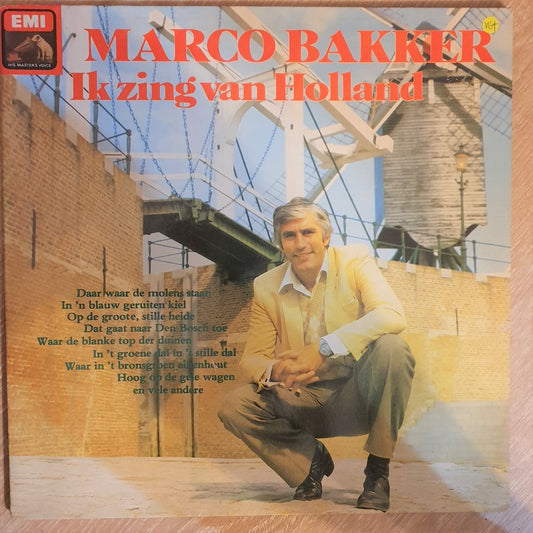 EMI
HIS MASTER'S VOICE
VG+
MARCO BAKKER
Ik zing van Holland
Daar waar de molens staan
In 'n blauw geruiten kiel
Op de groote, stille heide
Dat gaat naar Den Bosch toe
Waar de blanke top der duinen
In 't groene dal in 't stille dal
Waar in 't bronsgroen eikenhout
Hoog op de gele wagen
en vele andere